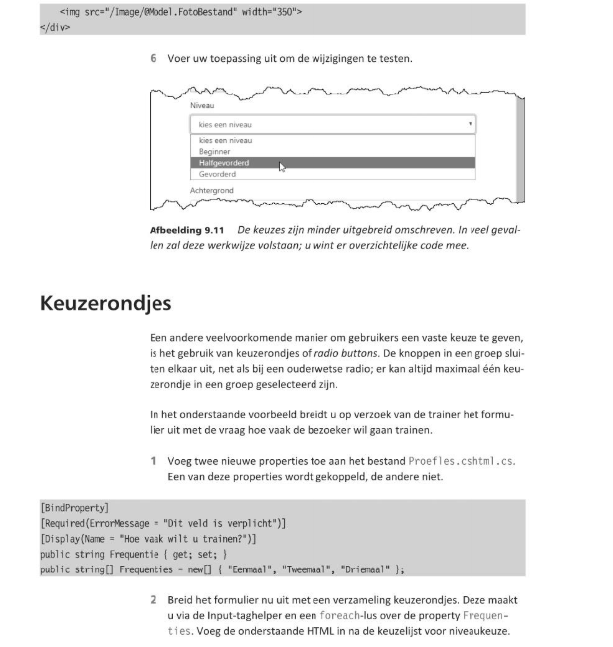 <img src="/Image/@Model.FotoBestand" width="350">
</div>
6 Voer uw toepassing uit om de wijzigingen te testen.
Niveau
kies een niveau
kies een niveau
Beginner
Halfgevorderd
Gevorderd
Achtergrond
Afbeelding 9.11 De keuzes zijn minder uitgebreid omschreven. In veel geval-
len zal deze werkwijze volstaan; u wint er overzichtelijke code mee.
Keuzerondjes
Een andere veelvoorkomende manier om gebruikers een vaste keuze te geven,
is het gebruik van keuzerondjes of radio buttons. De knoppen in een groep slui-
ten elkaar uit, net als bij een ouderwetse radio; er kan altijd maximaal één keu-
zerondje in een groep geselecteerd zijn.
In het onderstaande voorbeeld breidt u op verzoek van de trainer het formu-
lier uit met de vraag hoe vaak de bezoeker wil gaan trainen.
1 Voeg twee nieuwe properties toe aan het bestand Proefles.cshtml.cs.
Een van deze properties wordt gekoppeld, de andere niet.
[BindProperty]
[Required(ErrorMessage = "Dit veld is verplicht")]
[Display(Name = "Hoe vaak wilt u trainen?")]
public string Frequentie { get; set; }
public string[] Frequenties = new[] { "Eenmaal", "Tweemaal", "Driemaal" };
2 Breid het formulier nu uit met een verzameling keuzerondjes. Deze maakt
u via de Input-taghelper en een foreach-lus over de property Frequen-
ties. Voeg de onderstaande HTML in na de keuzelijst voor niveaukeuze.